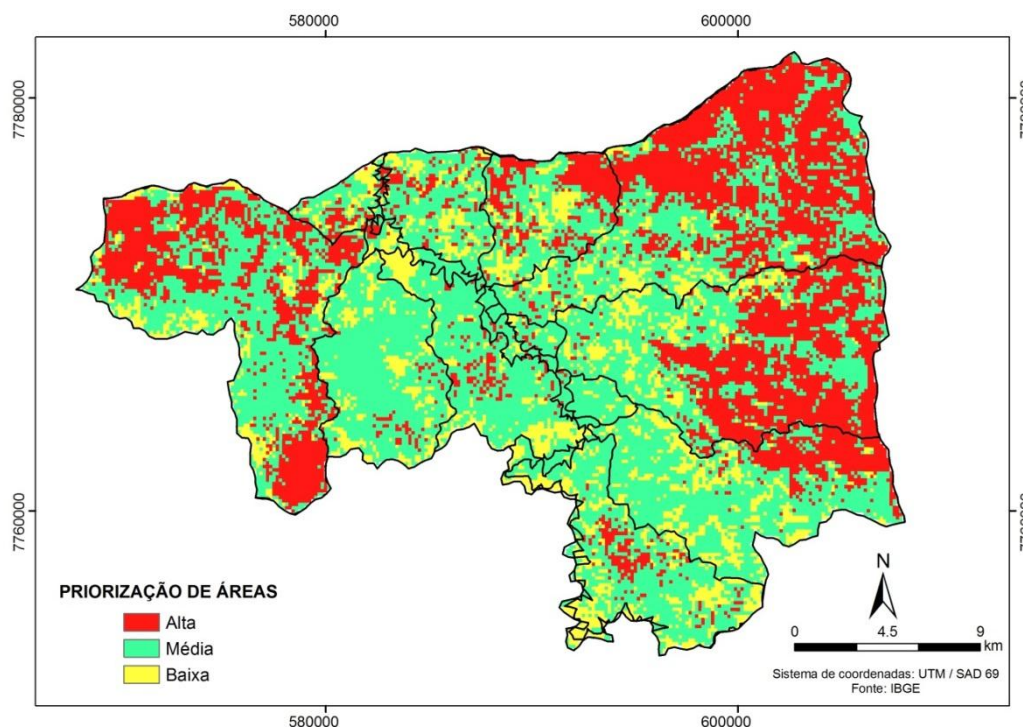 580000
600000
7780000
7760000
PRIORIZAÇÃO DE ÁREAS
Alta
Média
Baixa
N
0
4.5
9
km
Sistema de coordenadas: UTM / SAD 69
Fonte: IBGE
580000
600000